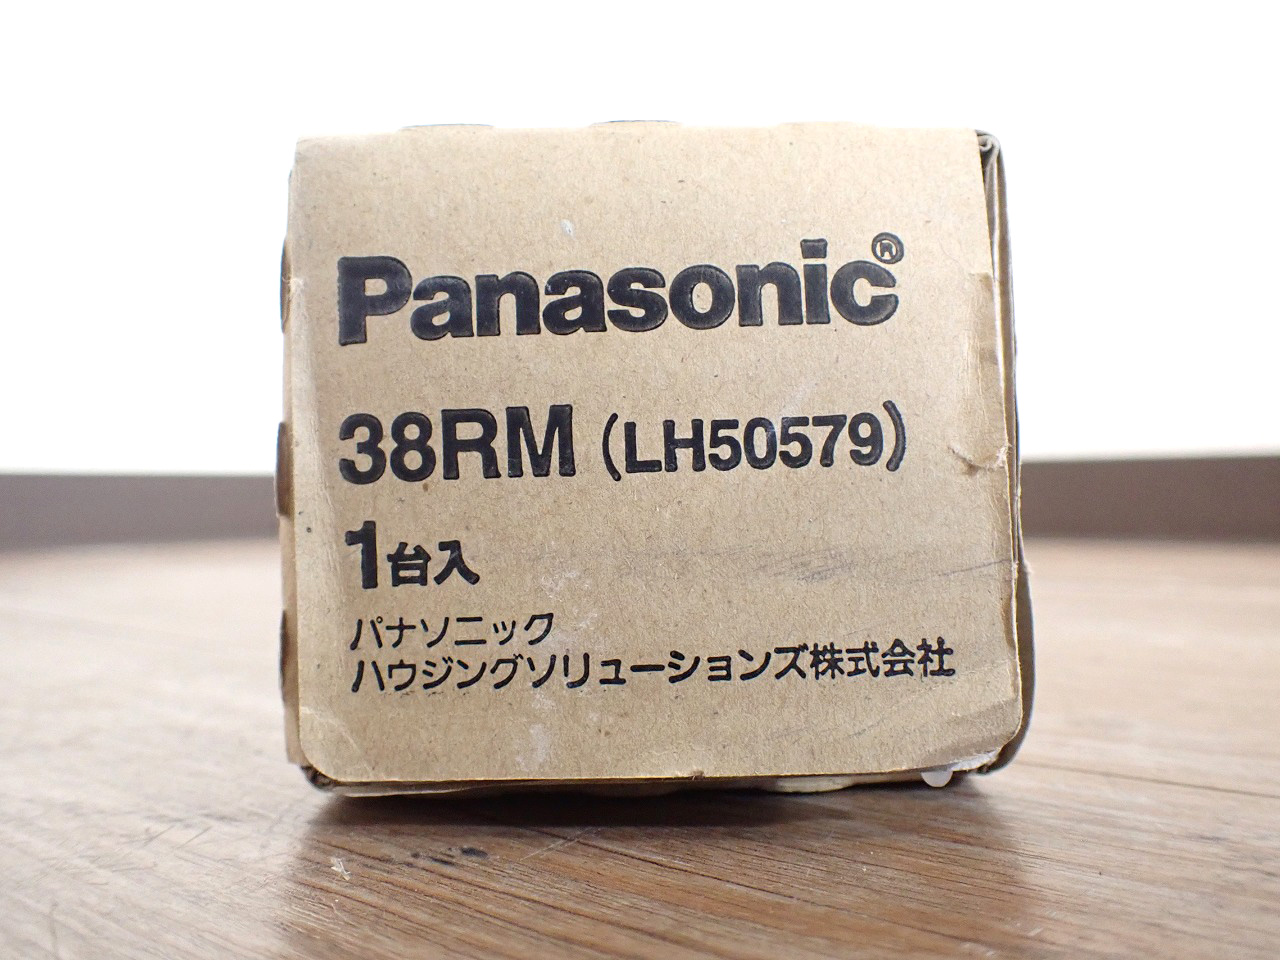 Panasonic®
38RM (LH50579)
1台入
パナソニック
ハウジングソリューションズ株式会社